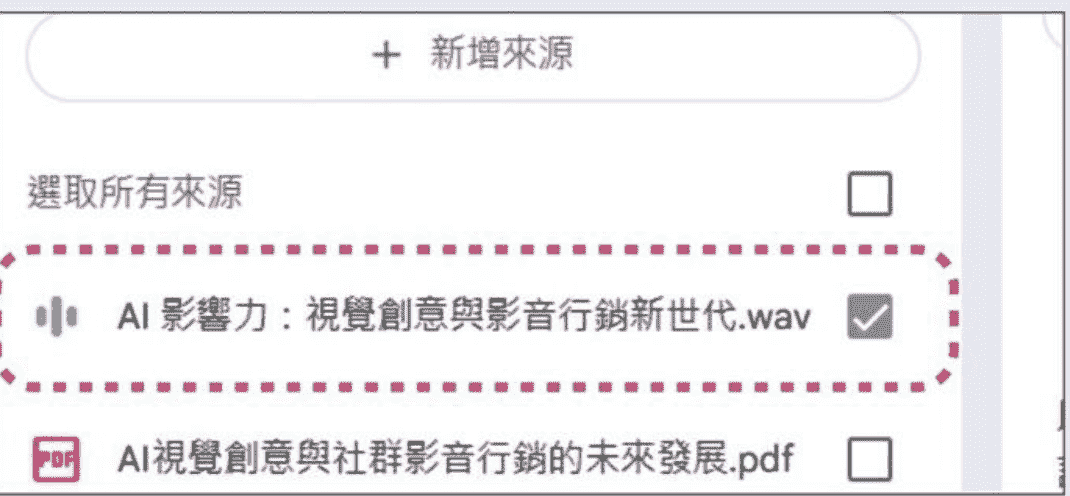 + 新增來源
選取所有來源
AI 影響力：視覺創意與影音行銷新世代.wav
PDF AI視覺創意與社群影音行銷的未來發展.pdf